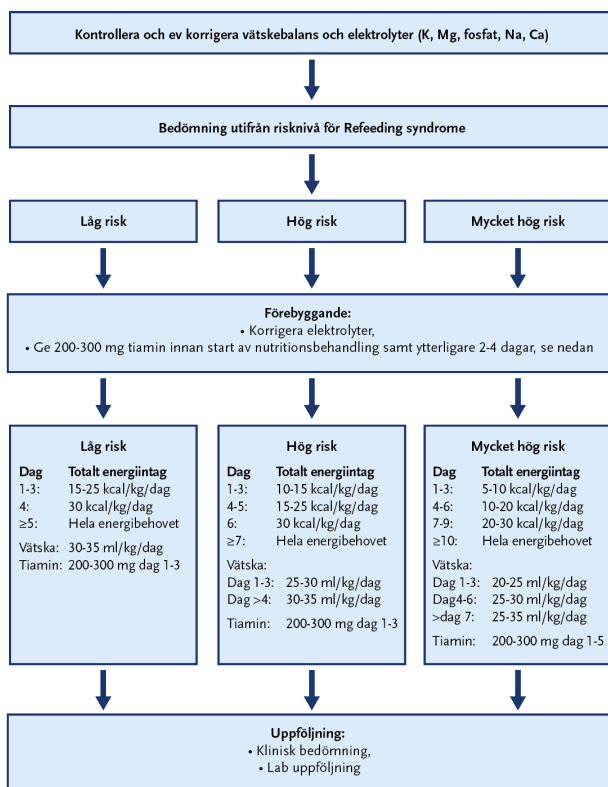 Kontrollera och ev korrigera vätskebalans och elektrolyter (K, Mg, fosfat, Na, Ca)
Bedömning utifrån risknivå för Refeeding syndrome
Låg risk
Hög risk
Mycket hög risk
Förebyggande:
• Korrigera elektrolyter,
• Ge 200-300 mg tiamin innan start av nutritionsbehandling samt ytterligare 2-4 dagar, se nedan
Låg risk
Dag Totalt energiintag
1-3: 15-25 kcal/kg/dag
4: 30 kcal/kg/dag
≥5: Hela energibehovet
Vätska: 30-35 ml/kg/dag
Tiamin: 200-300 mg dag 1-3
Hög risk
Dag Totalt energiintag
1-3: 10-15 kcal/kg/dag
4-5: 15-25 kcal/kg/dag
6: 30 kcal/kg/dag
≥7: Hela energibehovet
Vätska:
Dag 1-3: 25-30 ml/kg/dag
Dag >4: 30-35 ml/kg/dag
Tiamin: 200-300 mg dag 1-3
Mycket hög risk
Dag Totalt energiintag
1-3: 5-10 kcal/kg/dag
4-6: 10-20 kcal/kg/dag
7-9: 20-30 kcal/kg/dag
≥10: Hela energibehovet
Vätska:
Dag 1-3: 20-25 ml/kg/dag
Dag4-6: 25-30 ml/kg/dag
>dag 7: 25-35 ml/kg/dag
Tiamin: 200-300 mg dag 1-5
Uppföljning:
• Klinisk bedömning,
• Lab uppföljning